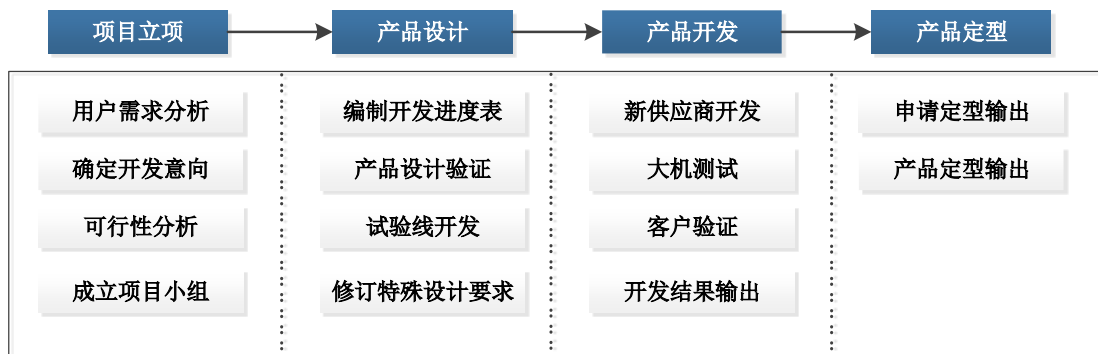 项目立项
产品设计
产品开发
产品定型
用户需求分析
确定开发意向
可行性分析
成立项目小组
编制开发进度表
产品设计验证
试验线开发
修订特殊设计要求
新供应商开发
大机测试
客户验证
开发结果输出
申请定型输出
产品定型输出